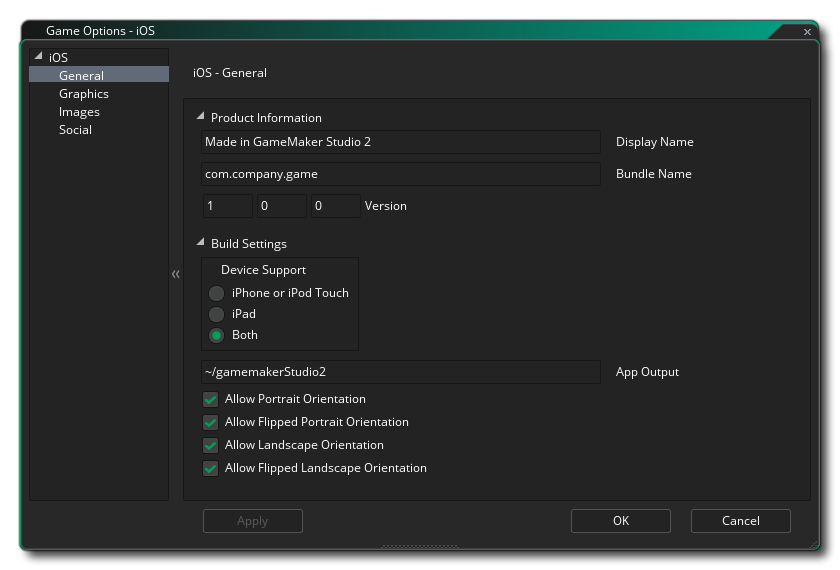 Game Options - iOS
iOS
General
Graphics
Images
Social
iOS - General
Product Information
Made in GameMaker Studio 2 Display Name
com.company.game Bundle Name
1 0 0 Version
Build Settings
Device Support
iPhone or iPod Touch
iPad
Both
~/gamemakerStudio2 App Output
Allow Portrait Orientation
Allow Flipped Portrait Orientation
Allow Landscape Orientation
Allow Flipped Landscape Orientation
Apply OK Cancel